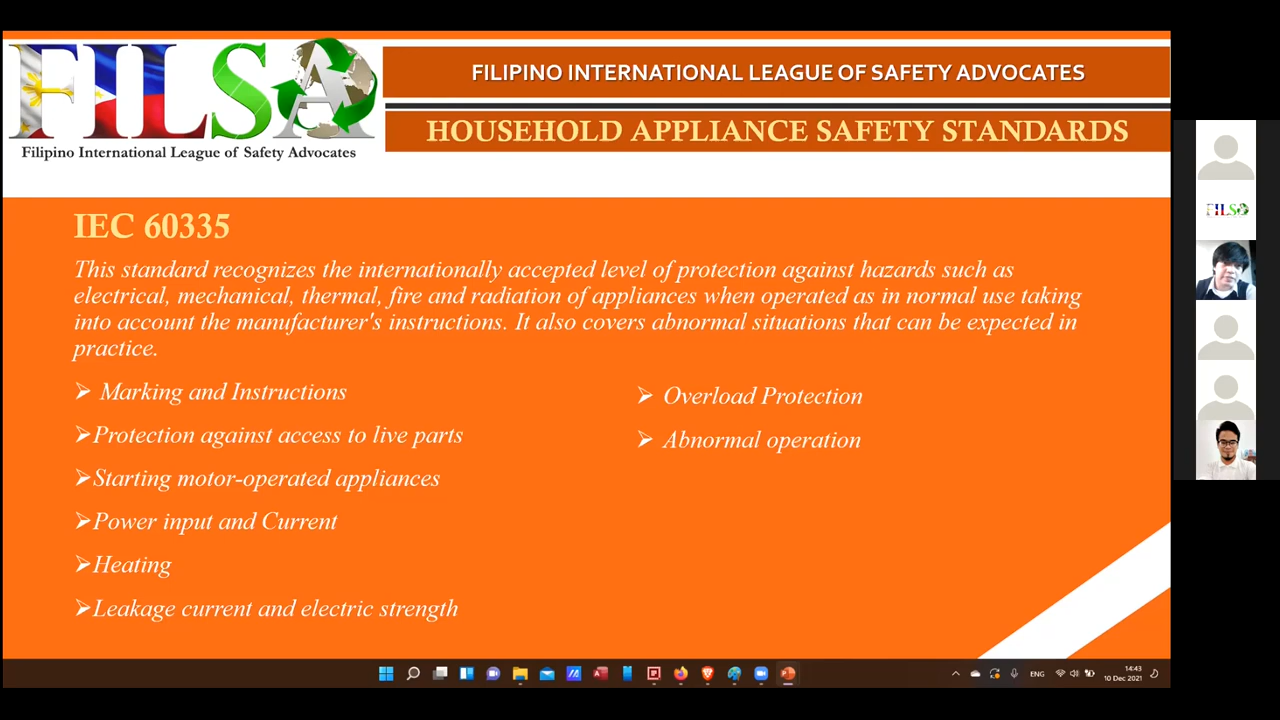 FILSA
Filipino International League of Safety Advocates
FILIPINO INTERNATIONAL LEAGUE OF SAFETY ADVOCATES
HOUSEHOLD APPLIANCE SAFETY STANDARDS
FILSA
IEC 60335
This standard recognizes the internationally accepted level of protection against hazards such as
electrical, mechanical, thermal, fire and radiation of appliances when operated as in normal use taking
into account the manufacturer's instructions. It also covers abnormal situations that can be expected in
practice.
➢ Marking and Instructions
➢Protection against access to live parts
➢Starting motor-operated appliances
➢Power input and Current
➢Heating
➢Leakage current and electric strength
➢ Overload Protection
➢ Abnormal operation
ENG
14:43
10 Dec 2021